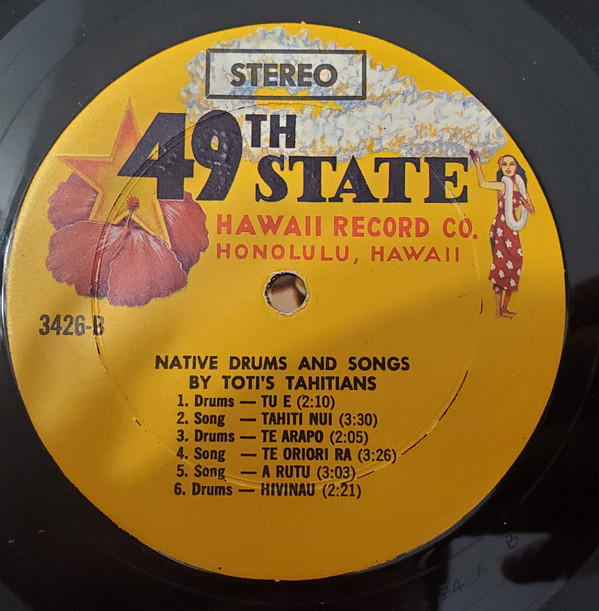 STEREO
49TH
STATE
HAWAII RECORD CO.
HONOLULU, HAWAII
3426-B
NATIVE DRUMS AND SONGS
BY TOTI'S TAHITIANS
1. Drums — TU E (2:10)
2. Song — TAHITI NUI (3:30)
3. Drums — TE ARAPO (2:05)
4. Song — TE ORIORI RA (3:26)
5. Song — A RUTU (3:03)
6. Drums — HIVINAU (2:21)